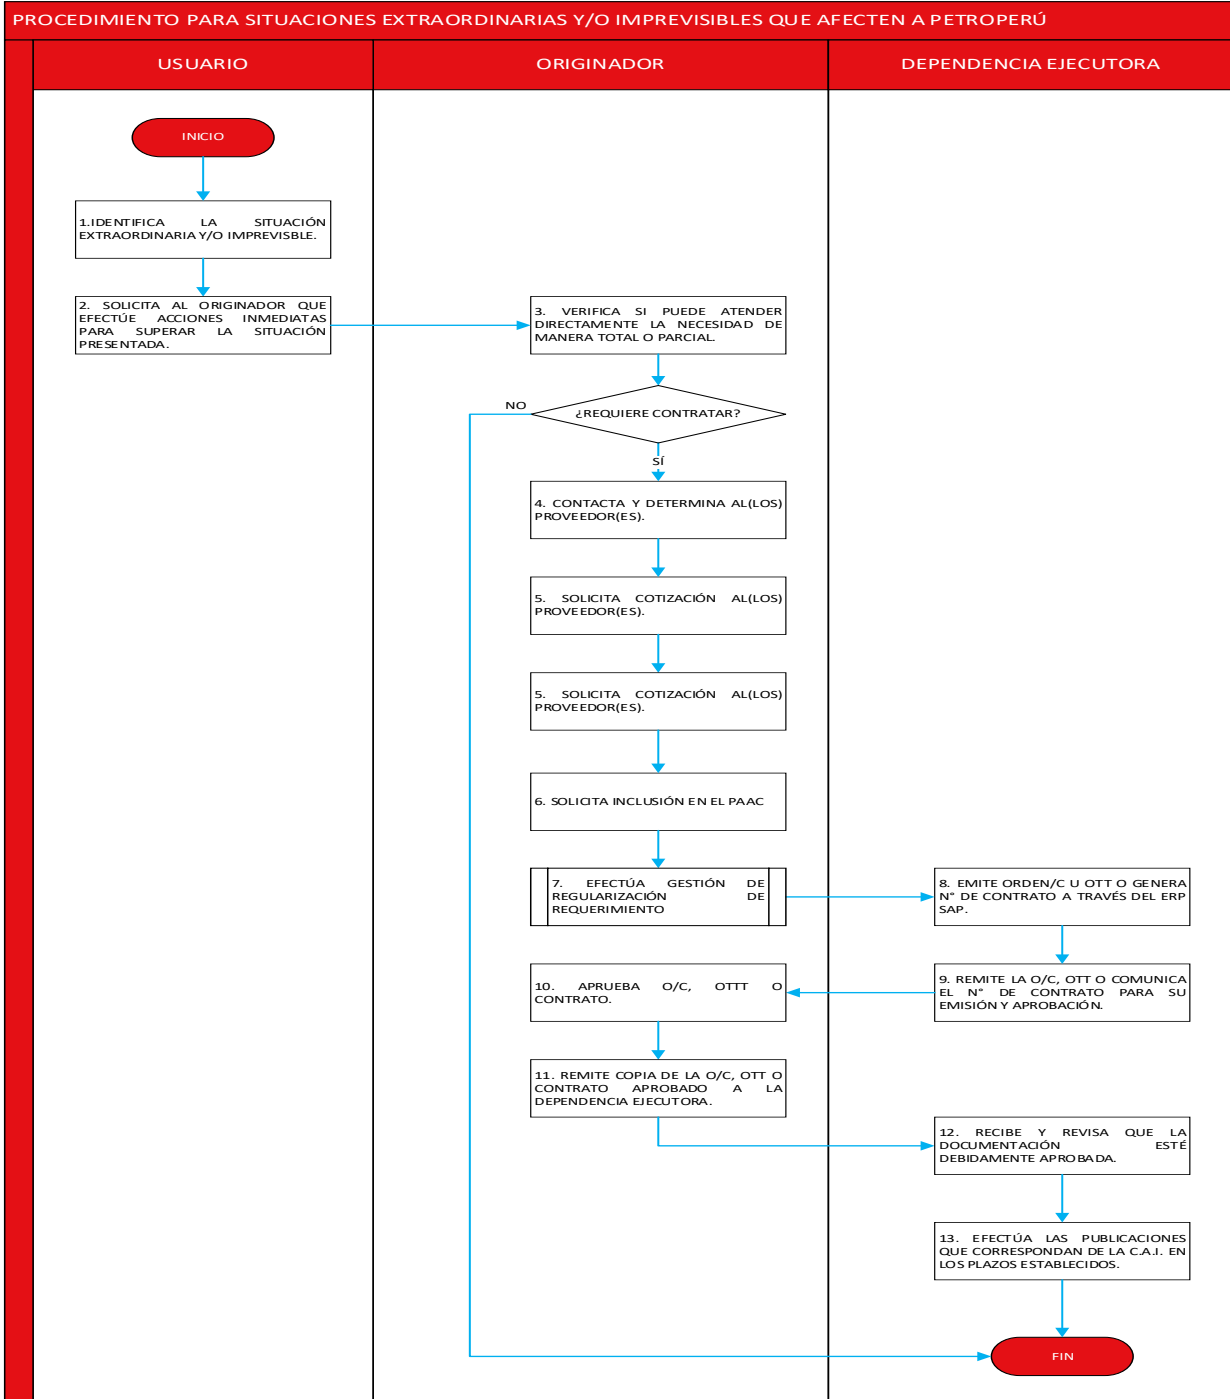 PROCEDIMIENTO PARA SITUACIONES EXTRAORDINARIAS Y/O IMPREVISIBLES QUE AFECTEN A PETROPERÚ
USUARIO
ORIGINADOR
DEPENDENCIA EJECUTORA
INICIO
1.IDENTIFICA LA SITUACIÓN
EXTRAORDINARIA Y/O IMPREVISBLE.
2. SOLICITA AL ORIGINADOR QUE
EFECTÚE ACCIONES INMEDIATAS
PARA SUPERAR LA SITUACIÓN
PRESENTADA.
3. VERIFICA SI PUEDE ATENDER
DIRECTAMENTE LA NECESIDAD DE
MANERA TOTAL O PARCIAL.
NO
¿REQUIERE CONTRATAR?
SÍ
4. CONTACTA Y DETERMINA AL(LOS)
PROVEEDOR(ES).
5. SOLICITA COTIZACIÓN AL(LOS)
PROVEEDOR(ES).
5. SOLICITA COTIZACIÓN AL(LOS)
PROVEEDOR(ES).
6. SOLICITA INCLUSIÓN EN EL PAAC
7. EFECTÚA GESTIÓN DE
REGULARIZACIÓN DE
REQUERIMIENTO
8. EMITE ORDEN/C U OTT O GENERA
N° DE CONTRATO A TRAVÉS DEL ERP
SAP.
9. REMITE LA O/C, OTT O COMUNICA
EL N° DE CONTRATO PARA SU
EMISIÓN Y APROBACIÓN.
10. APRUEBA O/C, OTTT O
CONTRATO.
11. REMITE COPIA DE LA O/C, OTT O
CONTRATO APROBADO A LA
DEPENDENCIA EJECUTORA.
12. RECIBE Y REVISA QUE LA
DOCUMENTACIÓN ESTÉ
DEBIDAMENTE APROBADA.
13. EFECTÚA LAS PUBLICACIONES
QUE CORRESPONDAN DE LA C.A.I. EN
LOS PLAZOS ESTABLECIDOS.
FIN